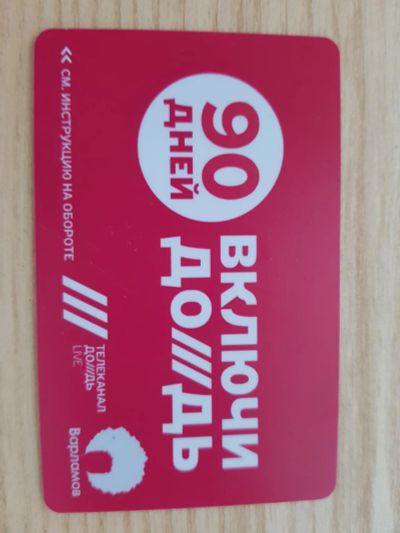 90
ДНЕЙ
ВКЛЮЧИ
ДО///ДЬ
‹‹ СМ. ИНСТРУКЦИЮ НА ОБОРОТЕ
ТЕЛЕКАНАЛ
ДО///ДЬ
LIVE
Варламов